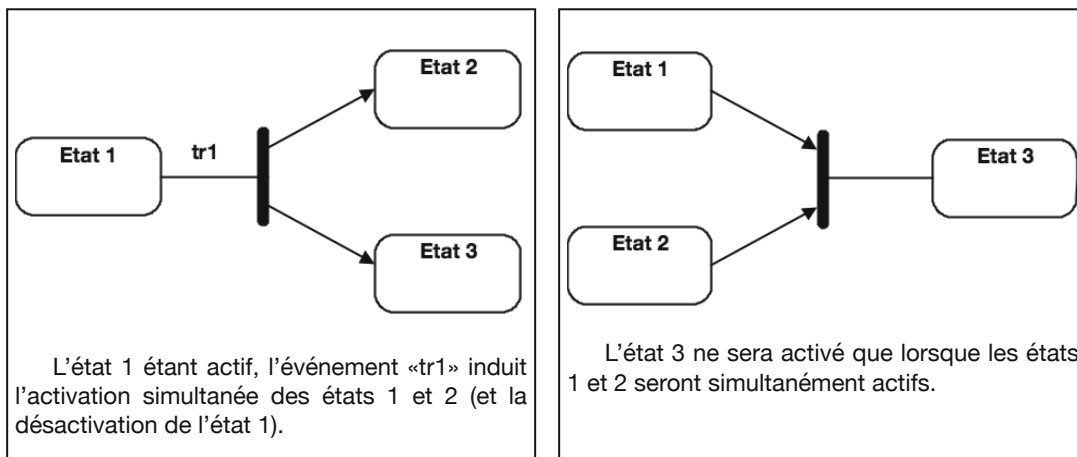 Etat 2
Etat 1
tr1
Etat 3
L'état 1 étant actif, l'événement «tr1» induit
l'activation simultanée des états 1 et 2 (et la
désactivation de l'état 1).
Etat 1
Etat 3
Etat 2
L'état 3 ne sera activé que lorsque les états
1 et 2 seront simultanément actifs.